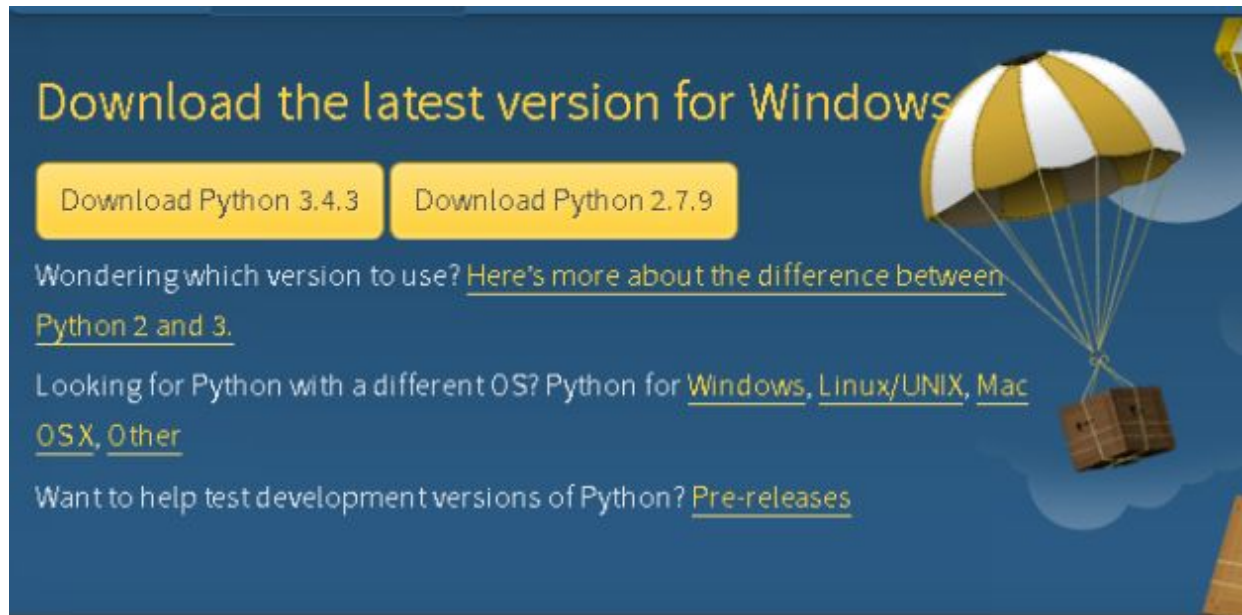 Download the latest version for Windows
Download Python 3.4.3 Download Python 2.7.9
Wondering which version to use? Here's more about the difference between
Python 2 and 3.
Looking for Python with a different OS? Python for Windows, Linux/UNIX, Mac
OS X, Other
Want to help test development versions of Python? Pre-releases